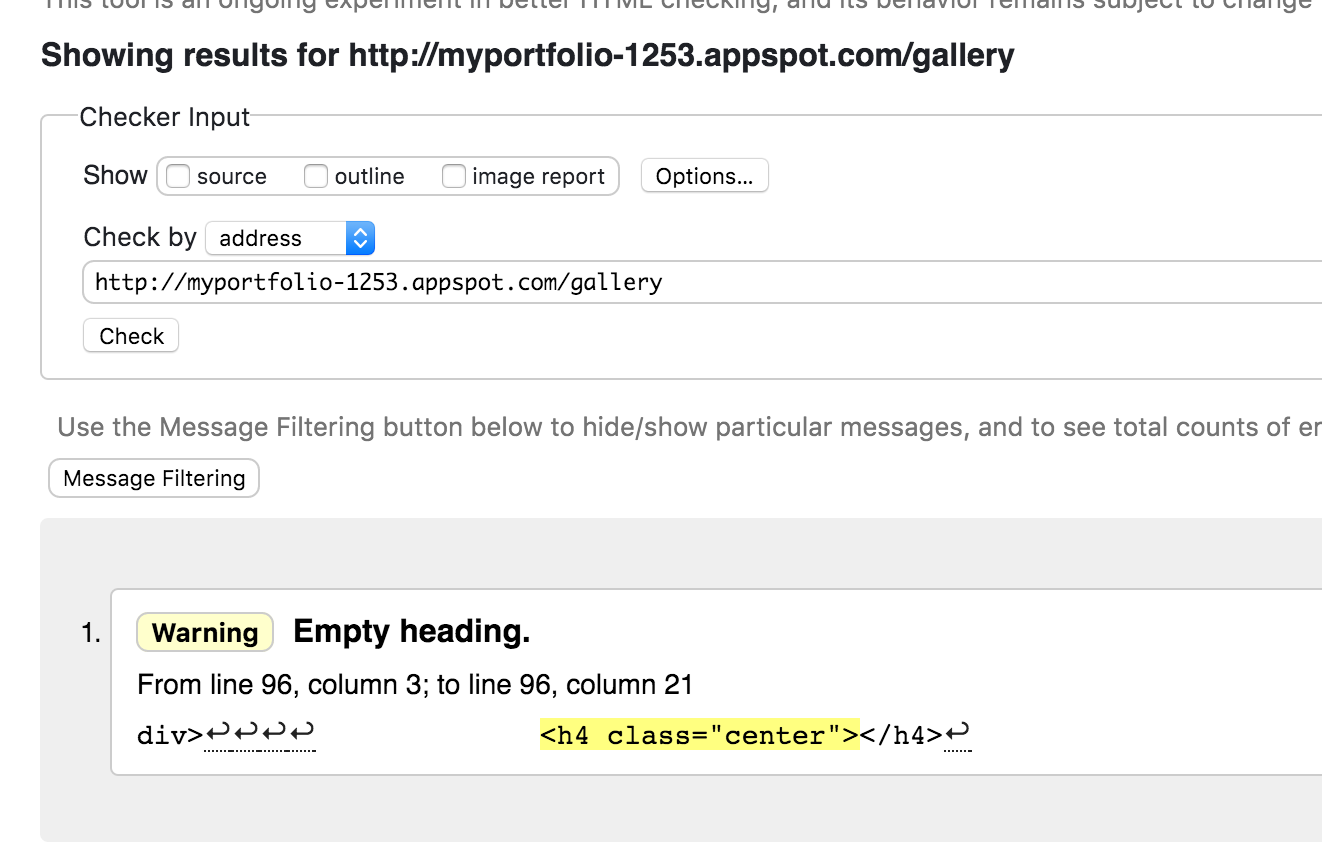 This tool is an ongoing experiment in better HTML checking, and its behavior remains subject to change
Showing results for http://myportfolio-1253.appspot.com/gallery
Checker Input
Show source outline image report Options...
Check by address
http://myportfolio-1253.appspot.com/gallery
Check
Use the Message Filtering button below to hide/show particular messages, and to see total counts of er
Message Filtering
1. Warning Empty heading.
From line 96, column 3; to line 96, column 21
div>↩↩↩↩ <h4 class="center"></h4>↩